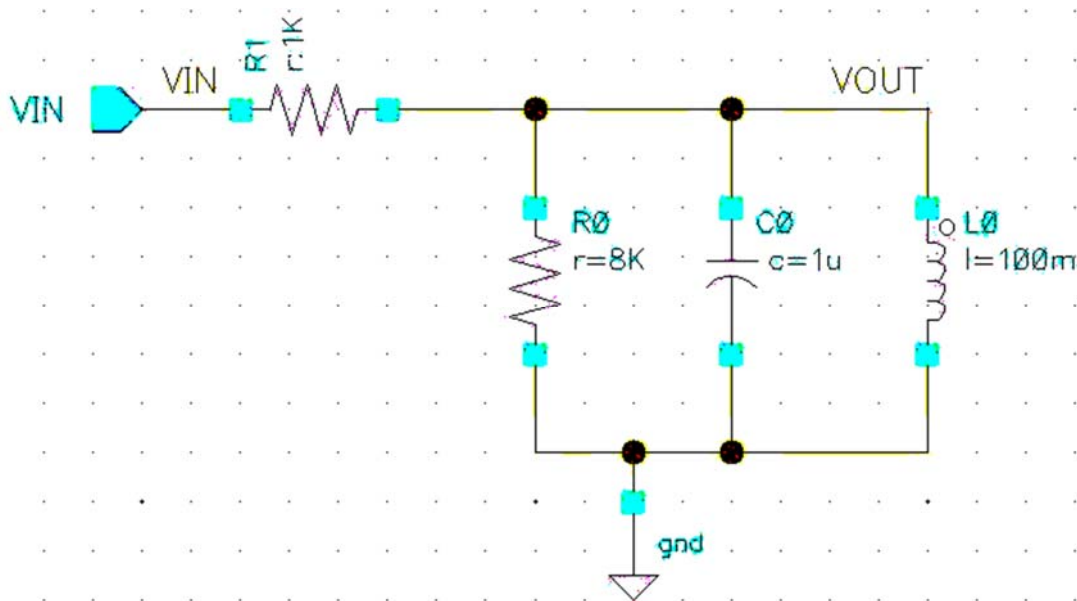 VIN
VIN
R1
r:1K
VOUT
R0
r=8K
C0
c=1u
L0
l=100m
gnd